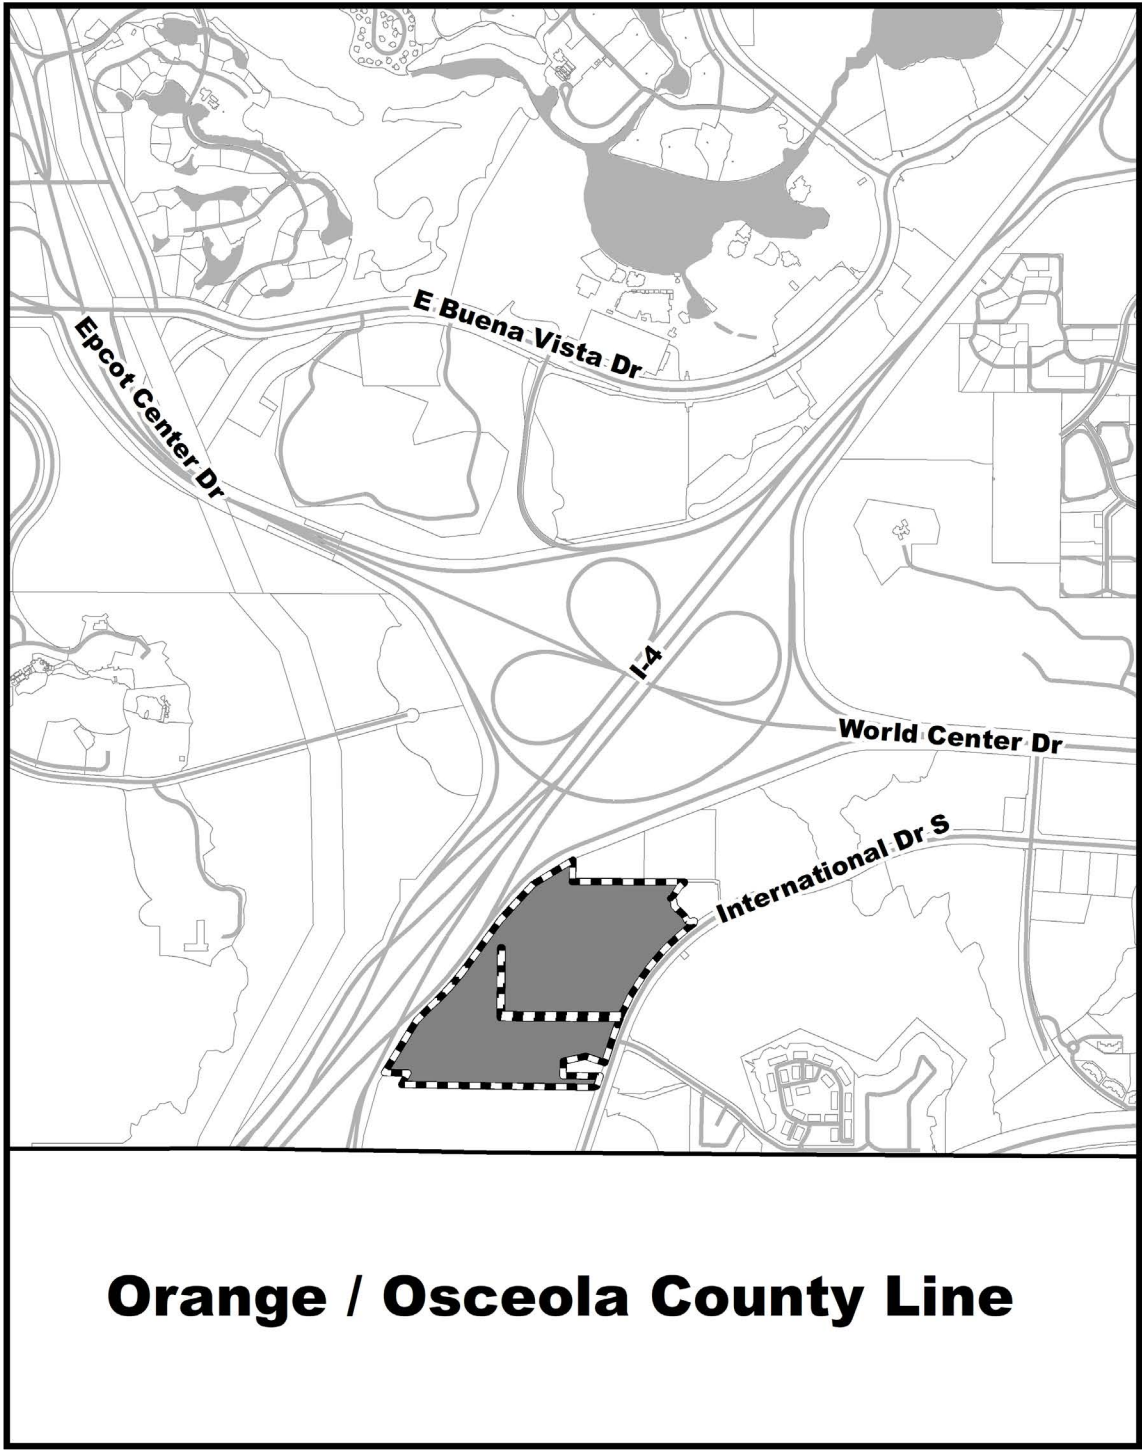 E Buena Vista Dr
Epcot Center Dr
I-4
World Center Dr
International Dr S
Orange / Osceola County Line